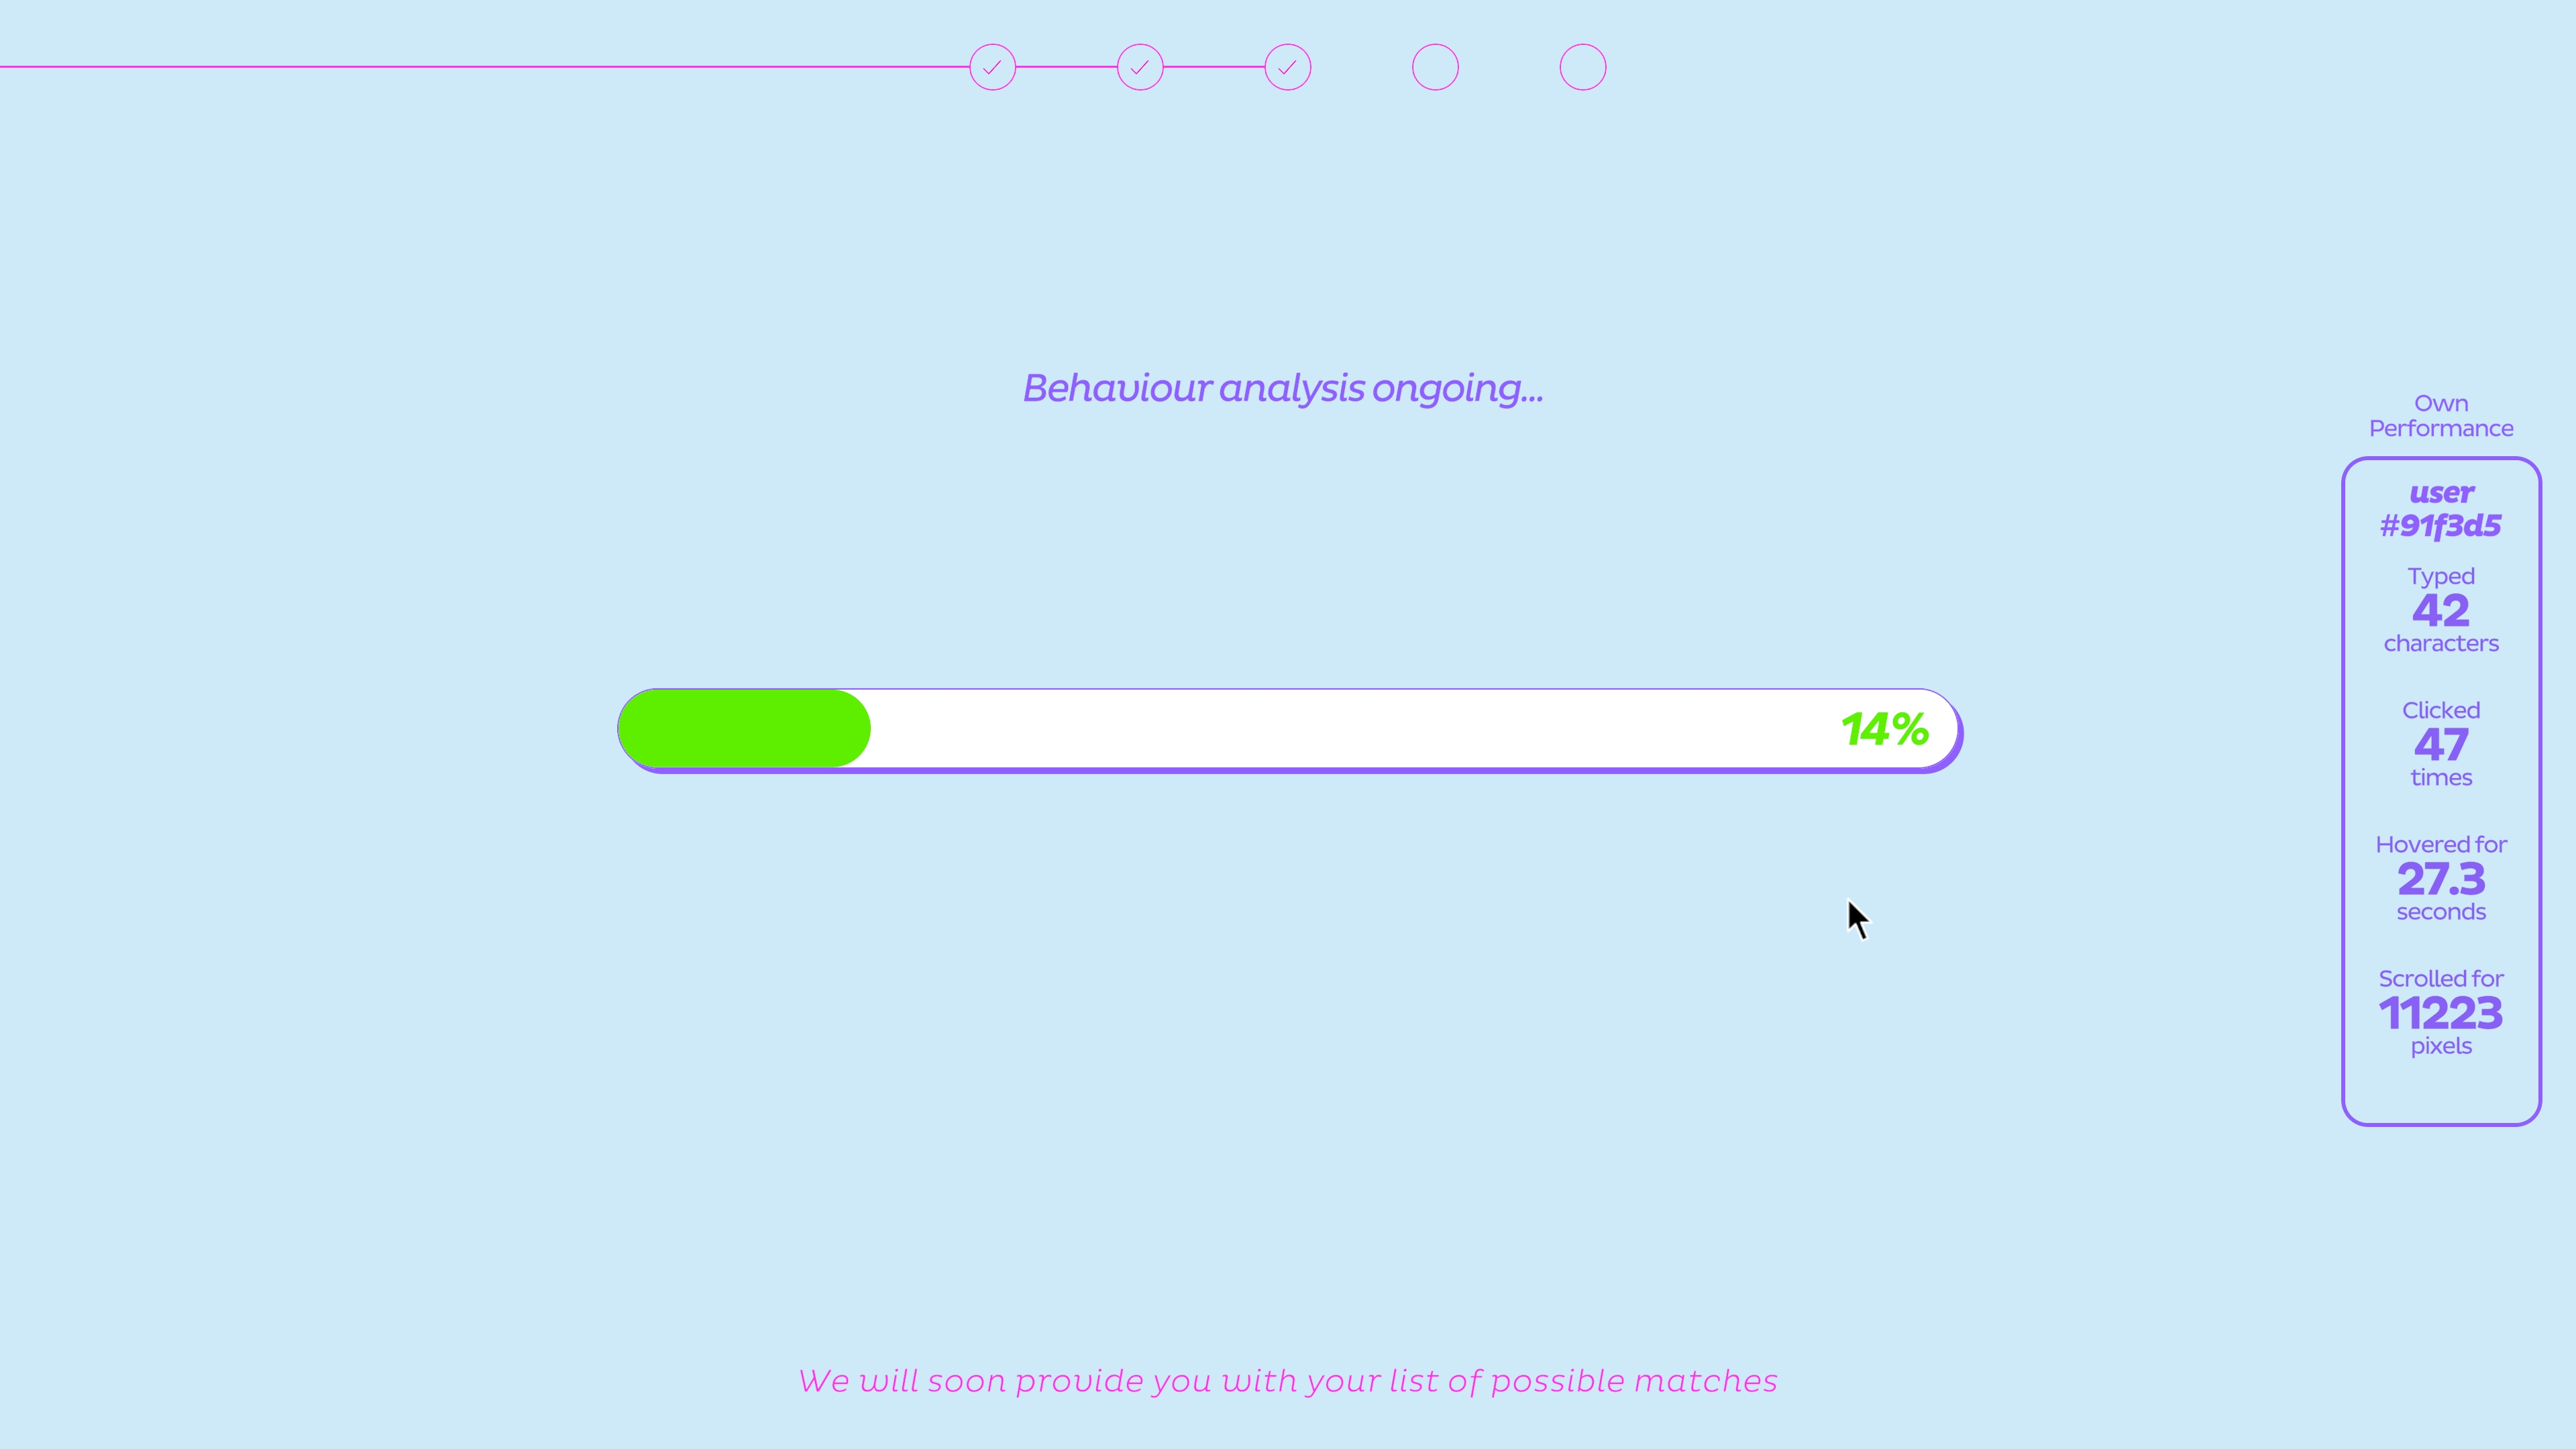 Behaviour analysis ongoing...
14%
Own
Performance
user
#91f3d5
Typed
42
characters
Clicked
47
times
Hovered for
27.3
seconds
Scrolled for
11223
pixels
We will soon provide you with your list of possible matches